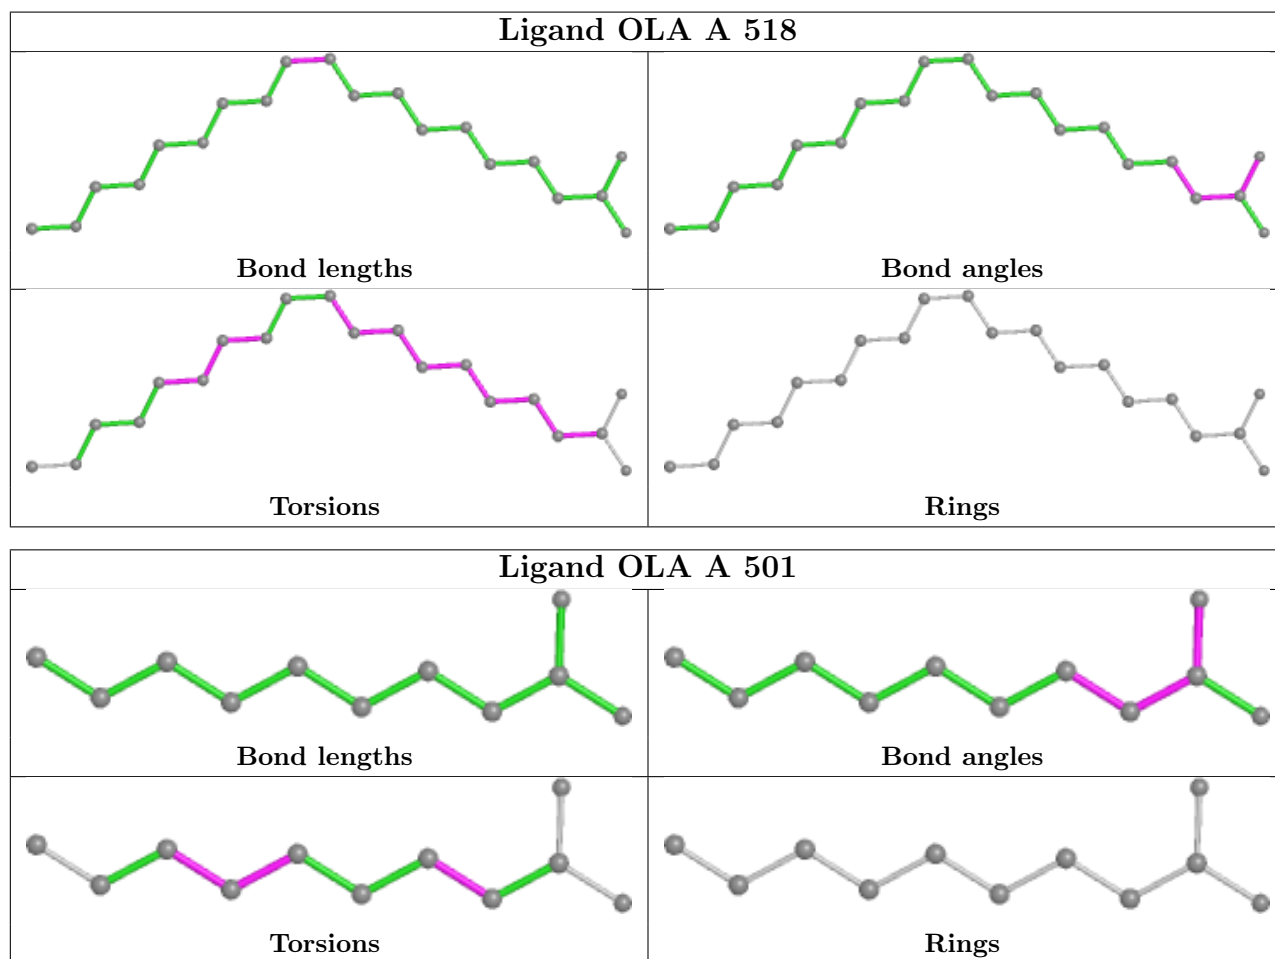 Ligand OLA A 518
Bond lengths
Bond angles
Torsions
Rings
Ligand OLA A 501
Bond lengths
Bond angles
Torsions
Rings